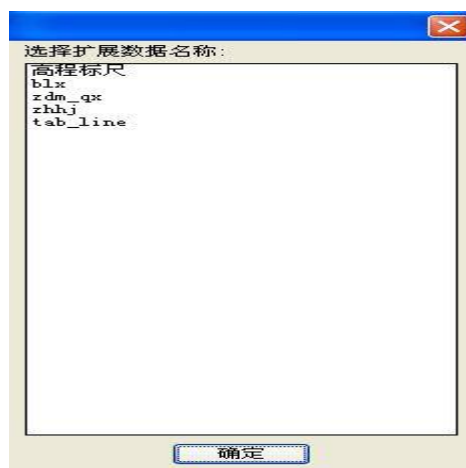 选择扩展数据名称:
高程标尺
blx
zdm_qx
zhhj
tab_line
确定